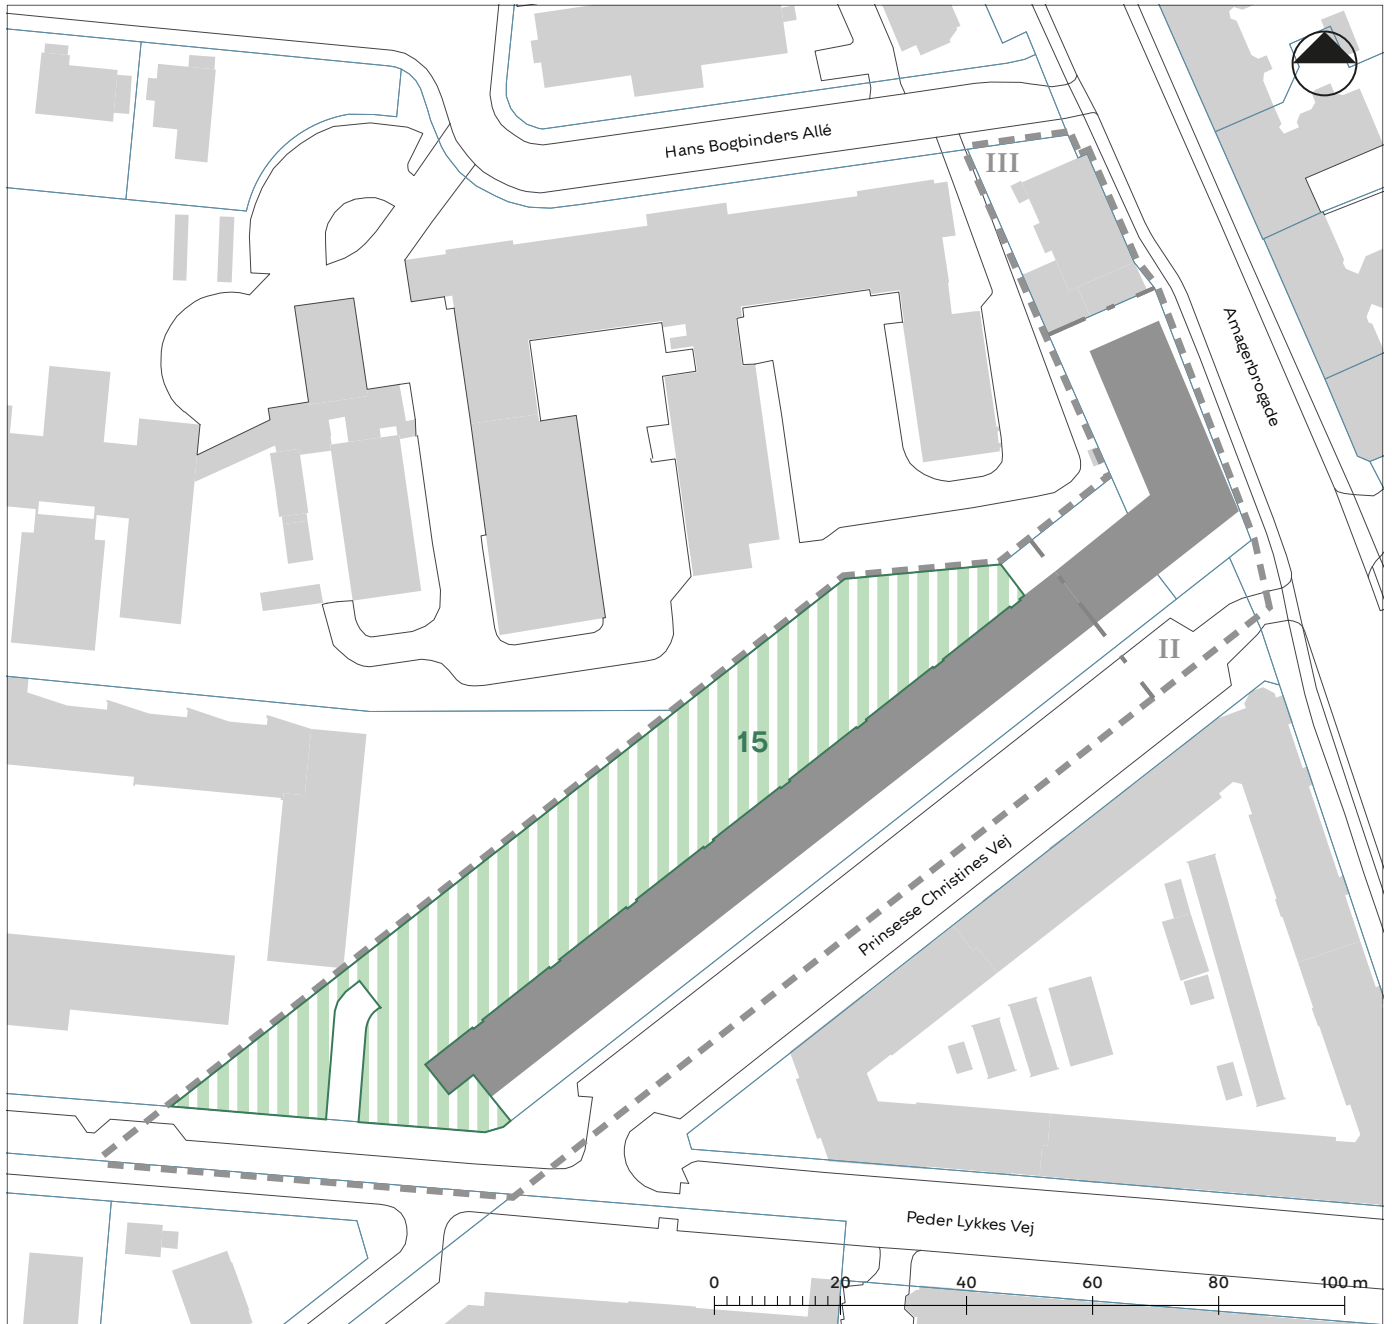 Hans Bogbinders Allé
III
Amagerbrogade
II
15
Prinsesse Christines Vej
Peder Lykkes Vej
0 20 40 60 80 100 m